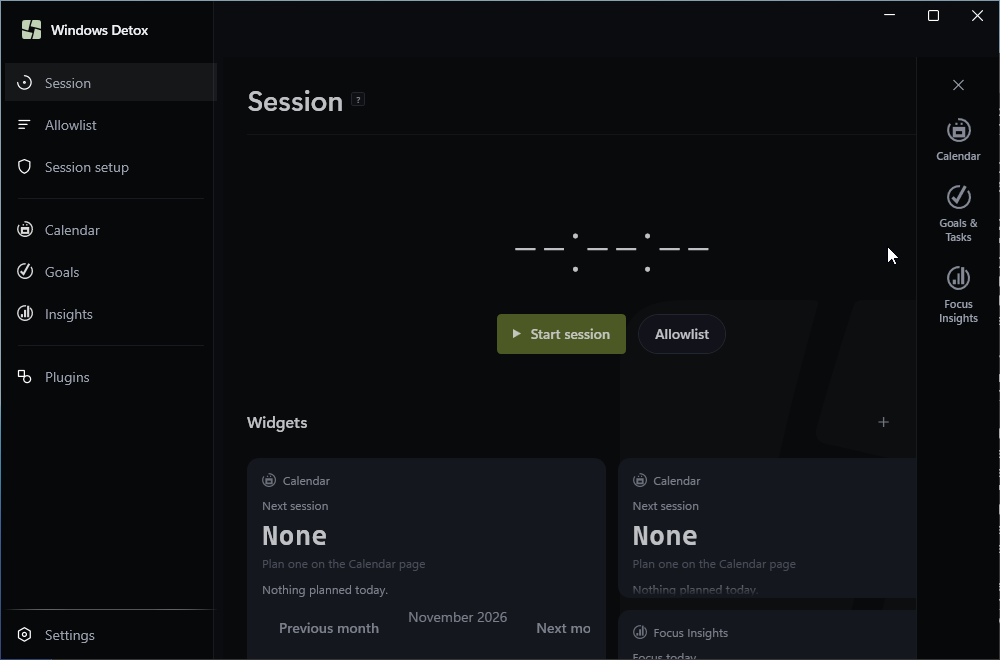 Windows Detox
Session
Allowlist
Session setup
Calendar
Goals
Insights
Plugins
Settings
Session ?
--:--:--
Start session
Allowlist
Widgets
Calendar
Next session
None
Plan one on the Calendar page
Nothing planned today.
Previous month
November 2026
Next mo
Calendar
Next session
None
Plan one on the Calendar page
Nothing planned today.
Focus Insights
Focus today
Calendar
Goals &
Tasks
Focus
Insights